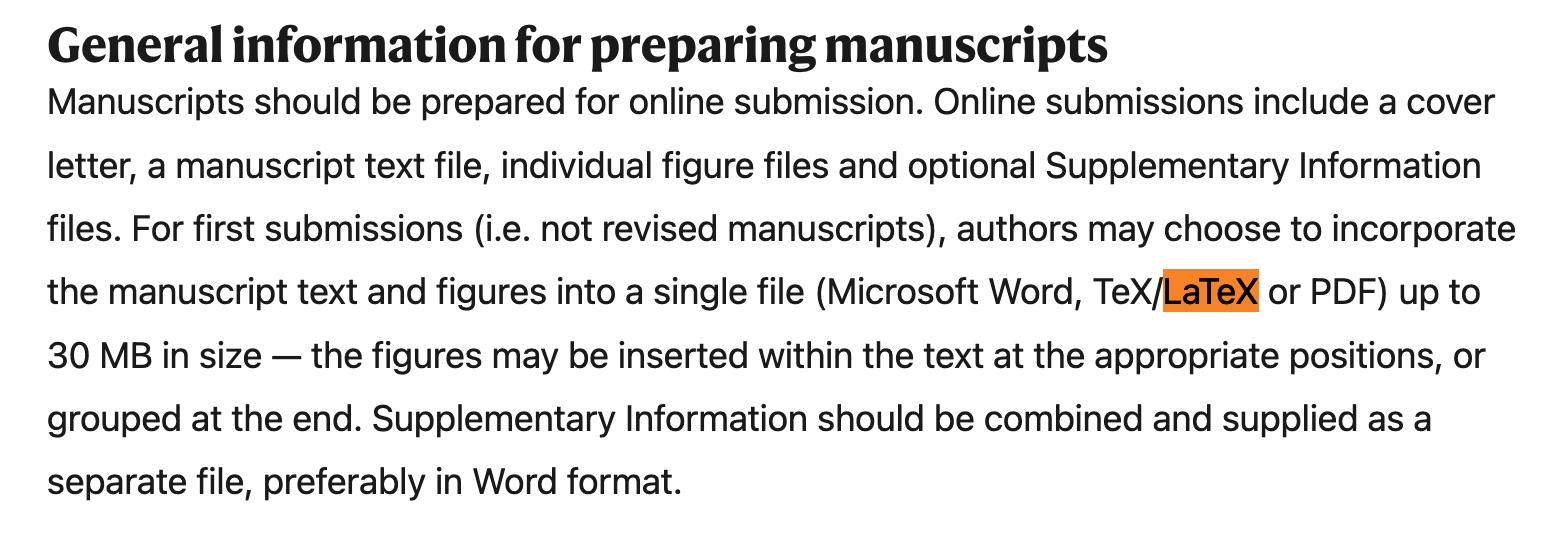 General information for preparing manuscripts
Manuscripts should be prepared for online submission. Online submissions include a cover
letter, a manuscript text file, individual figure files and optional Supplementary Information
files. For first submissions (i.e. not revised manuscripts), authors may choose to incorporate
the manuscript text and figures into a single file (Microsoft Word, TeX/LaTeX or PDF) up to
30 MB in size — the figures may be inserted within the text at the appropriate positions, or
grouped at the end. Supplementary Information should be combined and supplied as a
separate file, preferably in Word format.